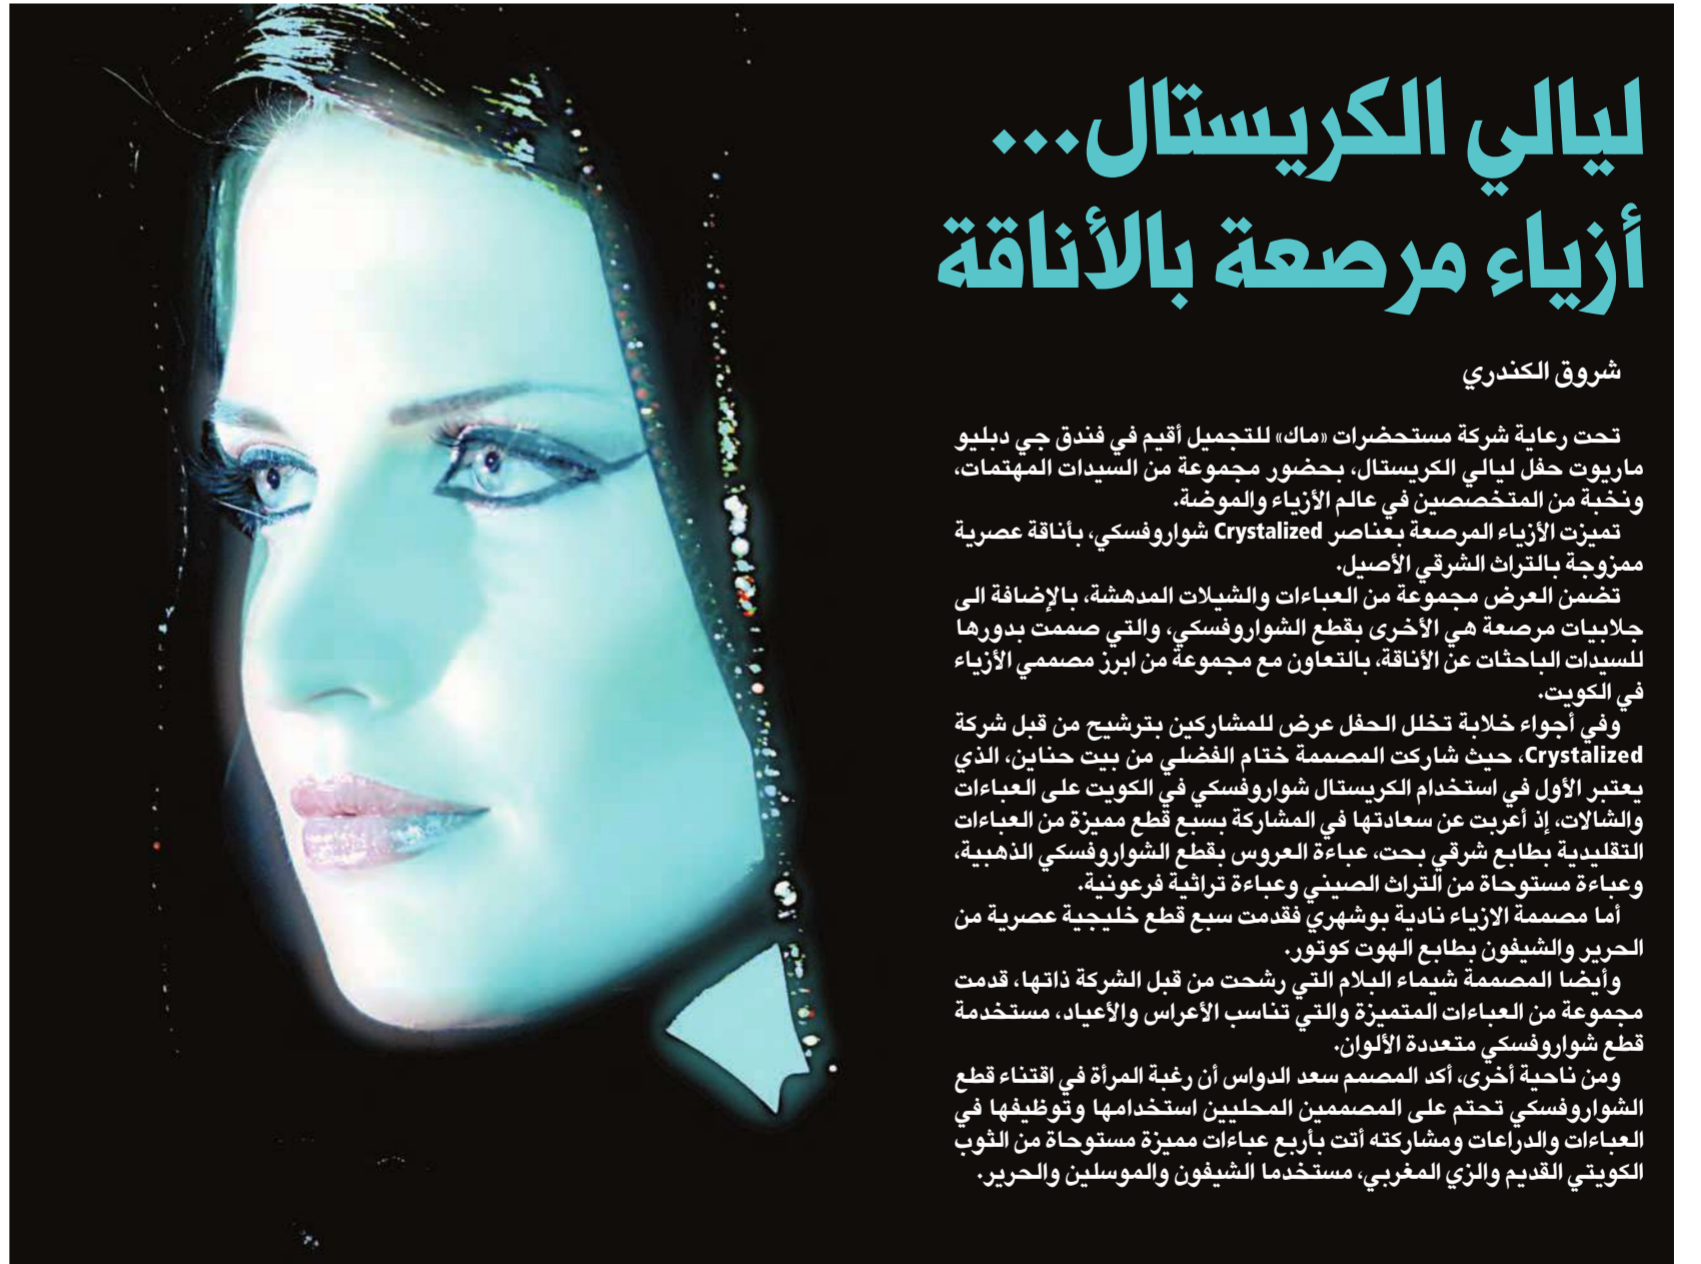 ليالي الكريستال...
أزياء مرصعة بالأناقة
شروق الكندري
تحت رعاية شركة مستحضرات «ماك» للتجميل أقيم في فندق جي دبليو
ماريوت حفل ليالي الكريستال، بحضور مجموعة من السيدات المهتمات،
ونخبة من المتخصصين في عالم الأزياء والموضة.
تميزت الأزياء المرصعة بعناصر Crystalized شواروفسكي، بأناقة عصرية
ممزوجة بالتراث الشرقي الأصيل.
تضمن العرض مجموعة من العباءات والشيلات المدهشة، بالإضافة الى
جلابيات مرصعة هي الأخرى بقطع الشواروفسكي، والتي صممت بدورها
للسيدات الباحثات عن الأناقة، بالتعاون مع مجموعة من ابرز مصممي الأزياء
في الكويت.
وفي أجواء خلابة تخلل الحفل عرض للمشاركين بترشيح من قبل شركة
Crystalized، حيث شاركت المصممة ختام الفضلي من بيت حناين، الذي
يعتبر الأول في استخدام الكريستال شواروفسكي في الكويت على العباءات
والشالات، إذ أعربت عن سعادتها في المشاركة بسبع قطع مميزة من العباءات
التقليدية بطابع شرقي بحت، عباءة العروس بقطع الشواروفسكي الذهبية،
وعباءة مستوحاة من التراث الصيني وعباءة تراثية فرعونية.
أما مصممة الازياء نادية بوشهري فقدمت سبع قطع خليجية عصرية من
الحرير والشيفون بطابع الهوت كوتور.
وأيضا المصممة شيماء البلام التي رشحت من قبل الشركة ذاتها، قدمت
مجموعة من العباءات المتميزة والتي تناسب الأعراس والأعياد، مستخدمة
قطع شواروفسكي متعددة الألوان.
ومن ناحية أخرى، أكد المصمم سعد الدواس أن رغبة المرأة في اقتناء قطع
الشواروفسكي تحتم على المصممين المحليين استخدامها وتوظيفها في
العباءات والدراعات ومشاركته أتت بأربع عباءات مميزة مستوحاة من الثوب
الكويتي القديم والزي المغربي، مستخدما الشيفون والموسلين والحرير.